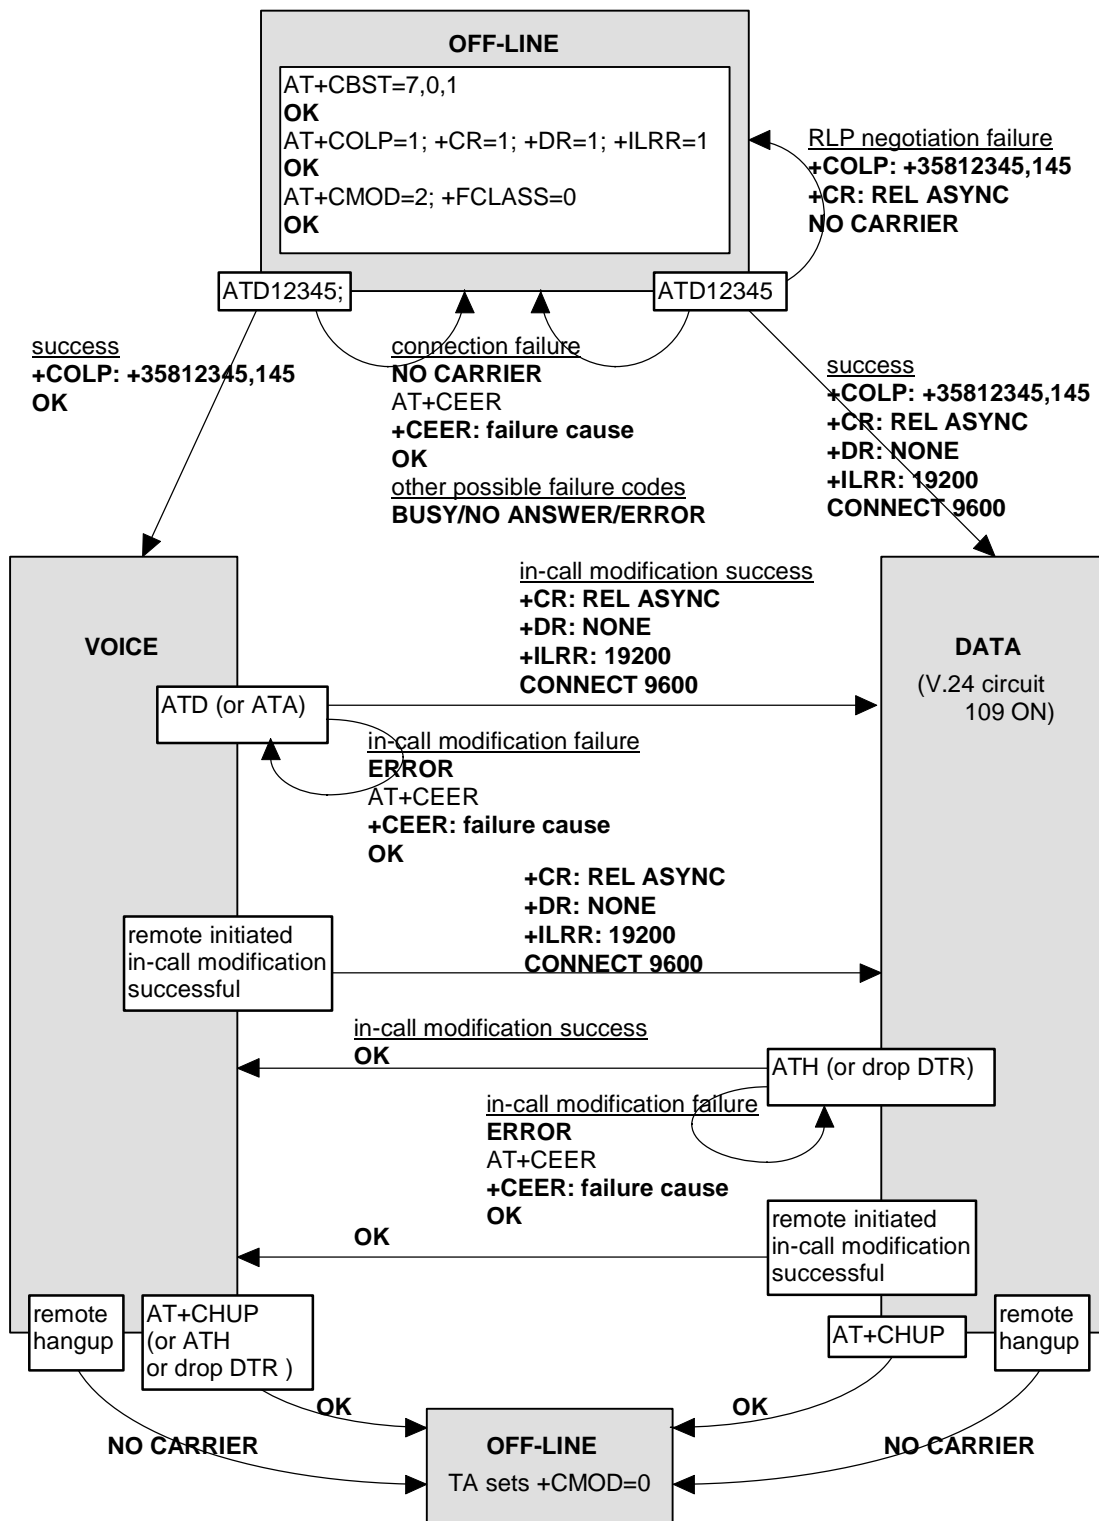 OFF-LINE
AT+CBST=7,0,1
OK
AT+COLP=1; +CR=1; +DR=1; +ILRR=1
OK
AT+CMOD=2; +FCLASS=0
OK
RLP negotiation failure
+COLP: +35812345,145
+CR: REL ASYNC
NO CARRIER
ATD12345;
ATD12345
success
+COLP: +35812345,145
OK
connection failure
NO CARRIER
AT+CEER
+CEER: failure cause
OK
other possible failure codes
BUSY/NO ANSWER/ERROR
success
+COLP: +35812345,145
+CR: REL ASYNC
+DR: NONE
+ILRR: 19200
CONNECT 9600
VOICE
in-call modification success
+CR: REL ASYNC
+DR: NONE
+ILRR: 19200
CONNECT 9600
DATA
(V.24 circuit
109 ON)
ATD (or ATA)
in-call modification failure
ERROR
AT+CEER
+CEER: failure cause
OK
+CR: REL ASYNC
+DR: NONE
+ILRR: 19200
CONNECT 9600
remote initiated
in-call modification
successful
in-call modification success
OK
ATH (or drop DTR)
in-call modification failure
ERROR
AT+CEER
+CEER: failure cause
OK
OK
remote initiated
in-call modification
successful
remote
hangup
AT+CHUP
(or ATH
or drop DTR )
AT+CHUP
remote
hangup
OK
OK
NO CARRIER
NO CARRIER
OFF-LINE
TA sets +CMOD=0